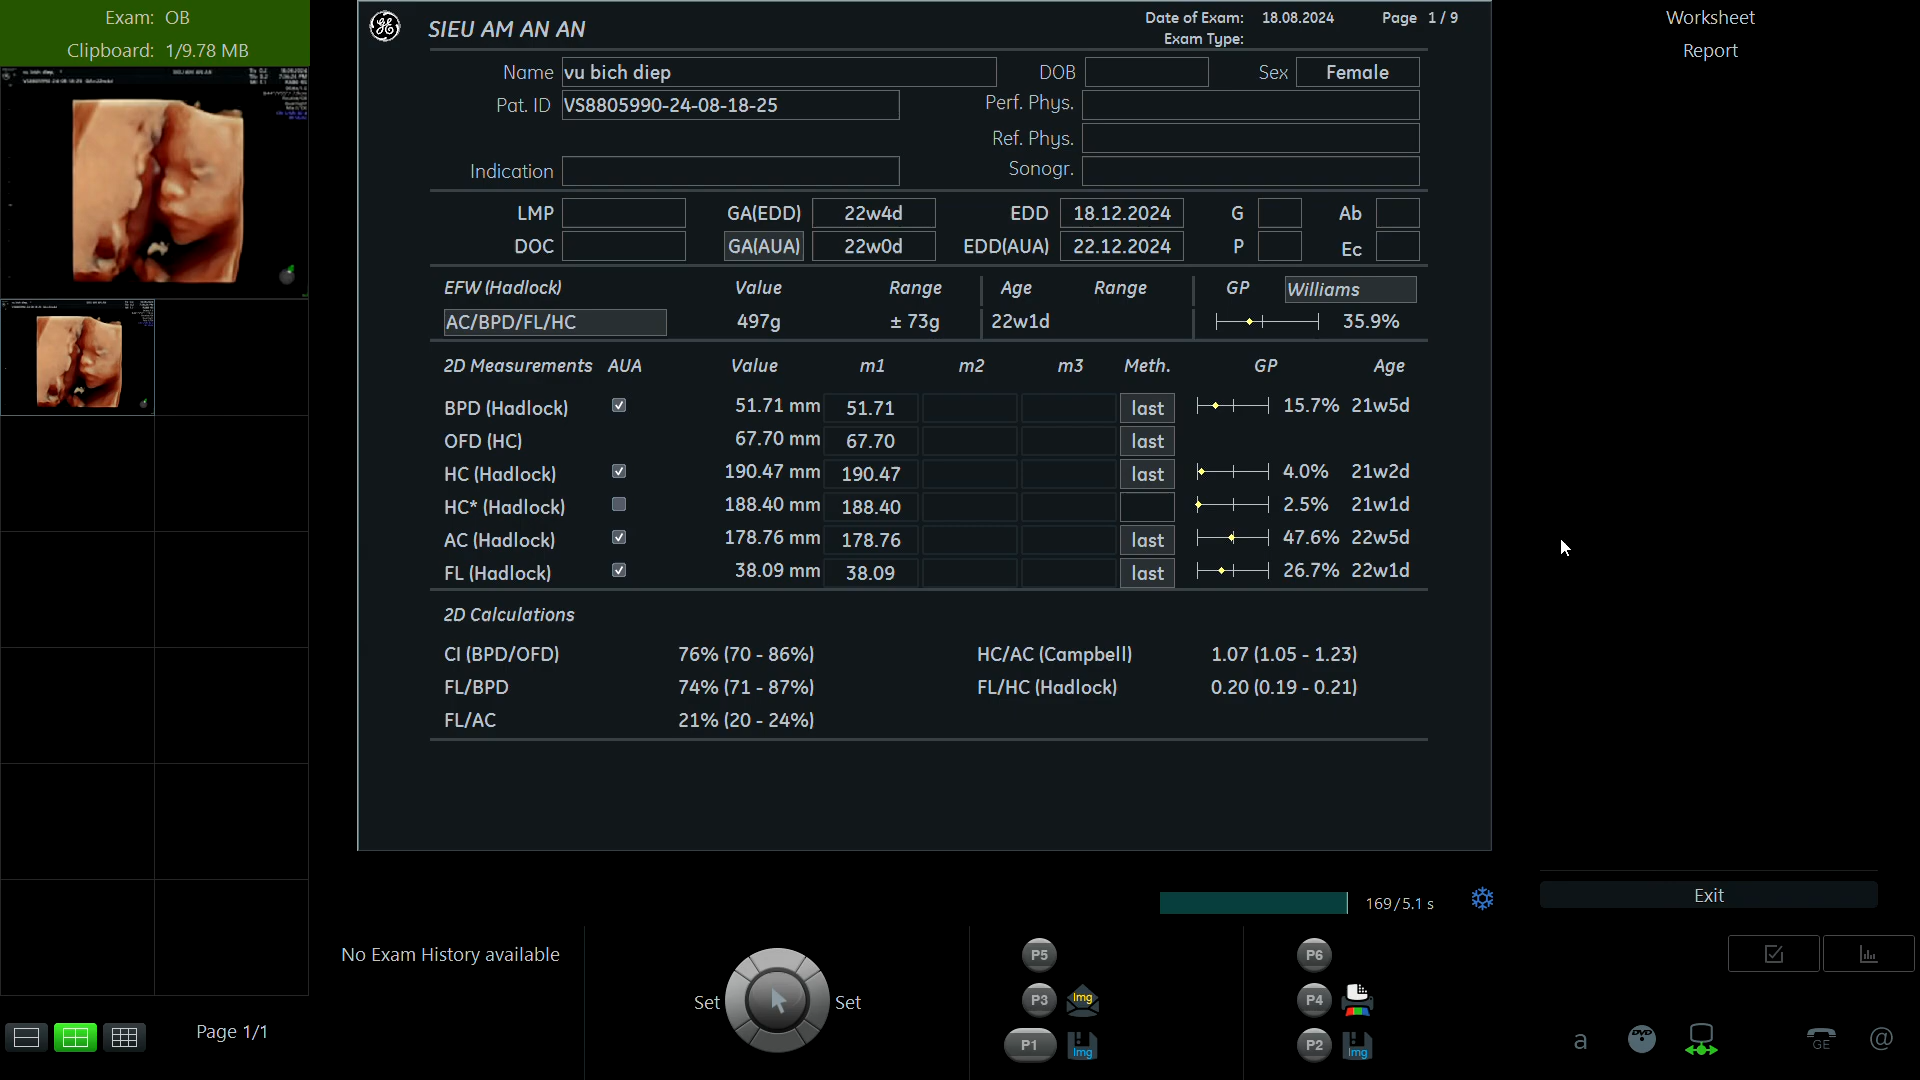 Exam: OB
Clipboard: 1/9.78 MB
SIEU AM AN AN
Date of Exam: 18.08.2024 Page 1 / 9
Exam Type:
Worksheet
Report
Name vu bich diep DOB Sex Female
Pat. ID VS8805990-24-08-18-25 Perf. Phys.
Ref. Phys.
Indication Sonogr.
LMP GA(EDD) 22w4d EDD 18.12.2024 G Ab
DOC GA(AUA) 22w0d EDD(AUA) 22.12.2024 P Ec
EFW (Hadlock) Value Range Age Range GP Williams
AC/BPD/FL/HC 497g ± 73g 22w1d 35.9%
2D Measurements AUA Value m1 m2 m3 Meth. GP Age
BPD (Hadlock) 51.71 mm 51.71 last 15.7% 21w5d
OFD (HC) 67.70 mm 67.70 last
HC (Hadlock) 190.47 mm 190.47 last 4.0% 21w2d
HC* (Hadlock) 188.40 mm 188.40 2.5% 21w1d
AC (Hadlock) 178.76 mm 178.76 last 47.6% 22w5d
FL (Hadlock) 38.09 mm 38.09 last 26.7% 22w1d
2D Calculations
CI (BPD/OFD) 76% (70 - 86%) HC/AC (Campbell) 1.07 (1.05 - 1.23)
FL/BPD 74% (71 - 87%) FL/HC (Hadlock) 0.20 (0.19 - 0.21)
FL/AC 21% (20 - 24%)
169/5.1 s
Exit
No Exam History available
Set Set
P5 P6
P3 Img P4
P1 Img P2 Img
Page 1/1
a DVD GE @